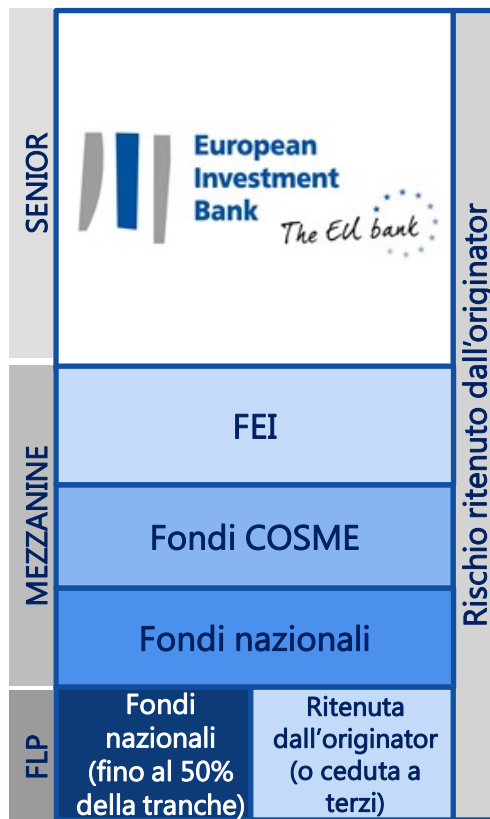 SENIOR
European
Investment
Bank
The EU bank
MEZZANINE
FEI
Fondi COSME
Fondi nazionali
FLP
Fondi
nazionali
(fino al 50%
della tranche)
Ritenuta
dall'originator
(o ceduta a
terzi)
Rischio ritenuto dall'originator